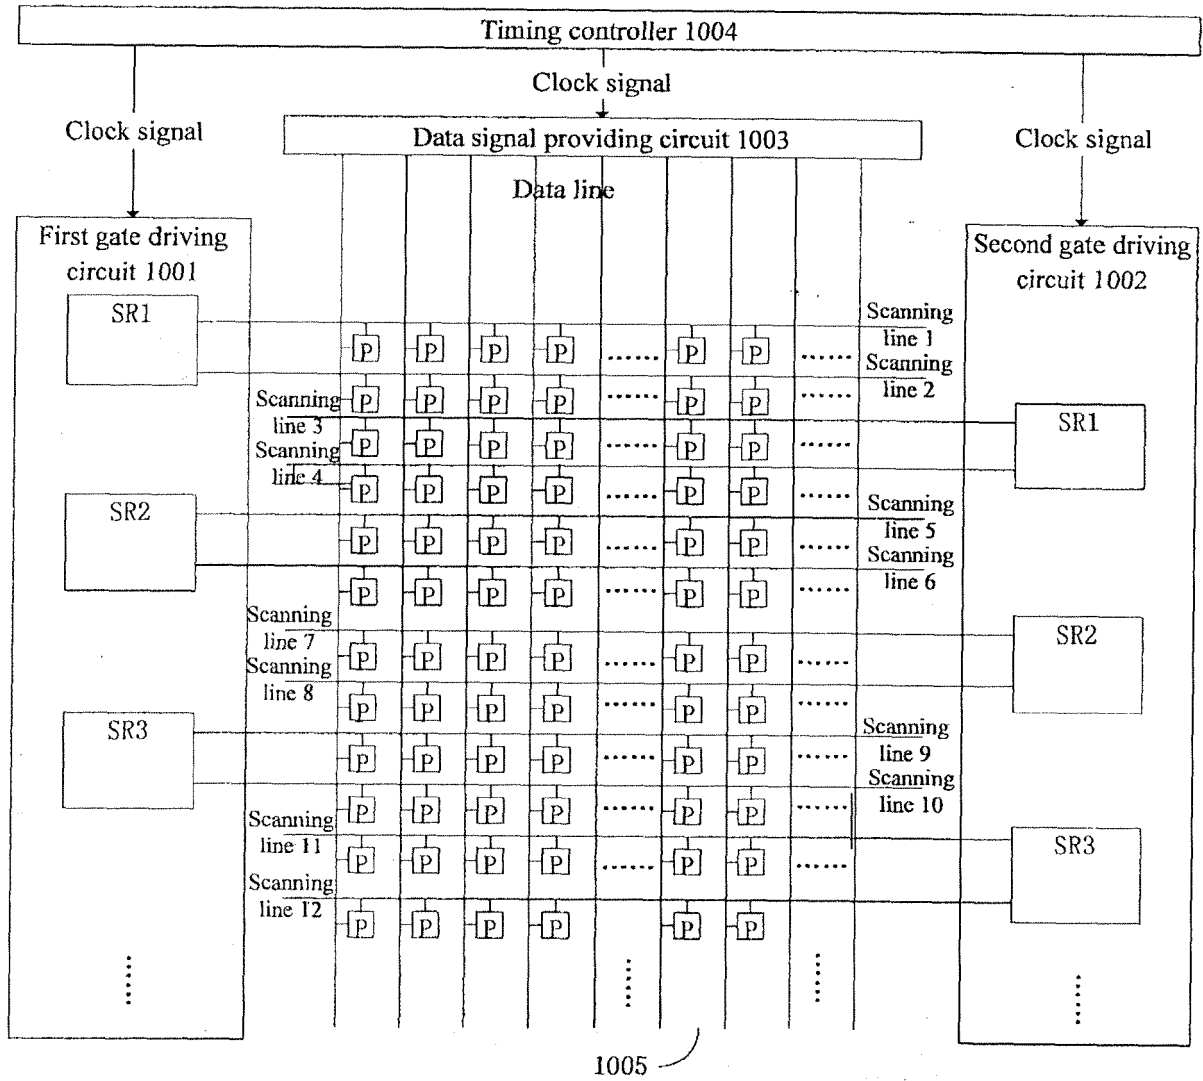 Timing controller 1004
Clock signal
Clock signal
Clock signal
Data signal providing circuit 1003
Data line
First gate driving
circuit 1001
Second gate driving
circuit 1002
SR1
Scanning
line 1
P P P P ...... P P ......
Scanning
line 2
P P P P ...... P P ......
Scanning
line 3
SR1
P P P P ...... P P ......
Scanning
line 4
P P P P ...... P P ......
SR2
Scanning
line 5
P P P P ...... P P ......
Scanning
line 6
P P P P ...... P P ......
Scanning
line 7
SR2
P P P P ...... P P ......
Scanning
line 8
P P P P ...... P P ......
SR3
Scanning
line 9
P P P P ...... P P ......
Scanning
line 10
P P P P ...... P P ......
Scanning
line 11
SR3
P P P P ...... P P ......
Scanning
line 12
P P P P P P
......
......
......
......
1005